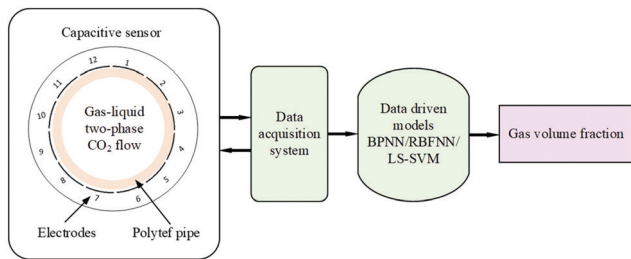 Capacitive sensor
12
1
11
2
10
3
9
4
8
5
7
6
Gas-liquid
two-phase
CO₂ flow
Electrodes
Polytef pipe
Data
acquisition
system
Data driven
models
BPNN/RBFNN/
LS-SVM
Gas volume fraction